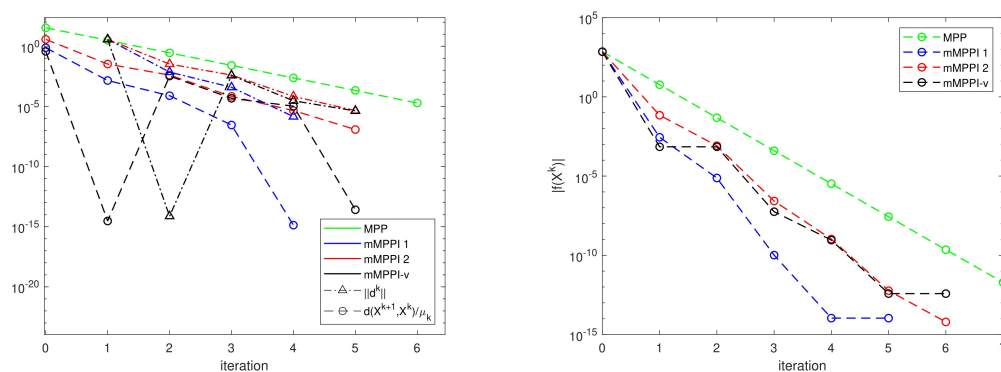 10^0
10^-5
10^-10
10^-15
10^-20
0 1 2 3 4 5 6
iteration
MPP
mMPPI 1
mMPPI 2
mMPPI-v
||d^k||
d(X^{k+1},X^k)/μ_k
10^5
10^0
10^-5
10^-10
10^-15
|f(X^k)|
0 1 2 3 4 5 6 7
iteration
MPP
mMPPI 1
mMPPI 2
mMPPI-v